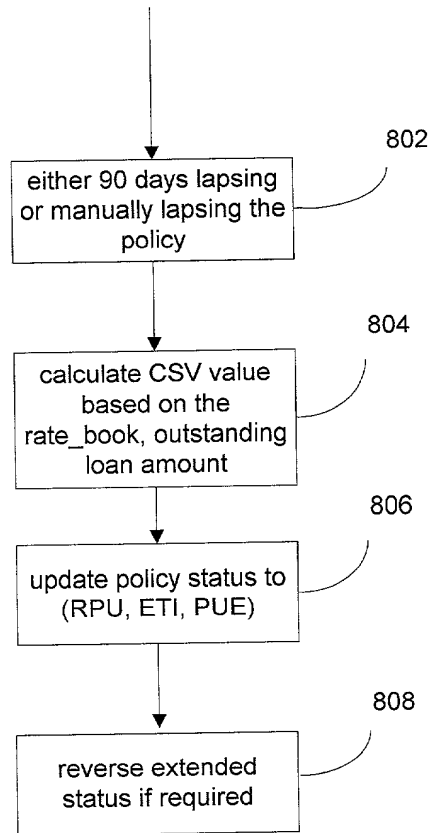 802
either 90 days lapsing
or manually lapsing the
policy
804
calculate CSV value
based on the
rate_book, outstanding
loan amount
806
update policy status to
(RPU, ETI, PUE)
808
reverse extended
status if required